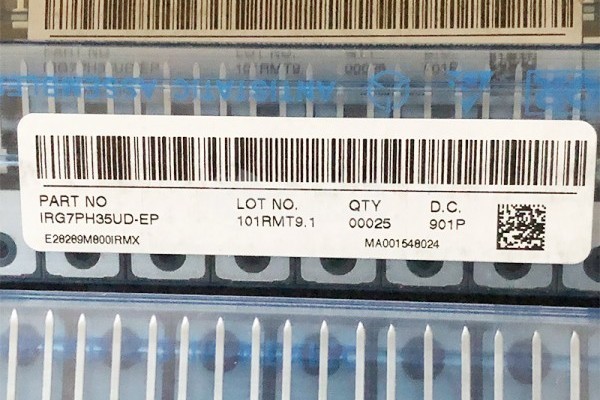 PART NO LOT NO. QTY D.C.
IRG7PH35UD-EP 101RMT9.1 00025 901P
E28289M800IRMX MA001548024